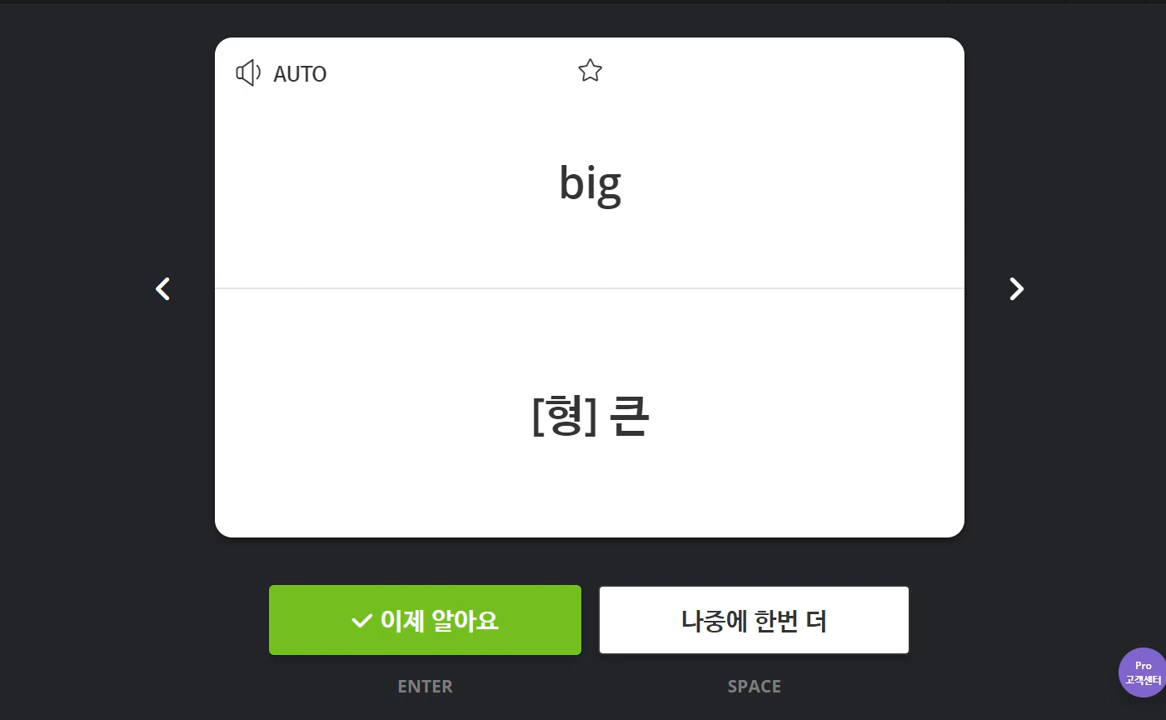 AUTO
big
[형] 큰
이제 알아요
나중에 한번 더
ENTER
SPACE
Pro
고객센터